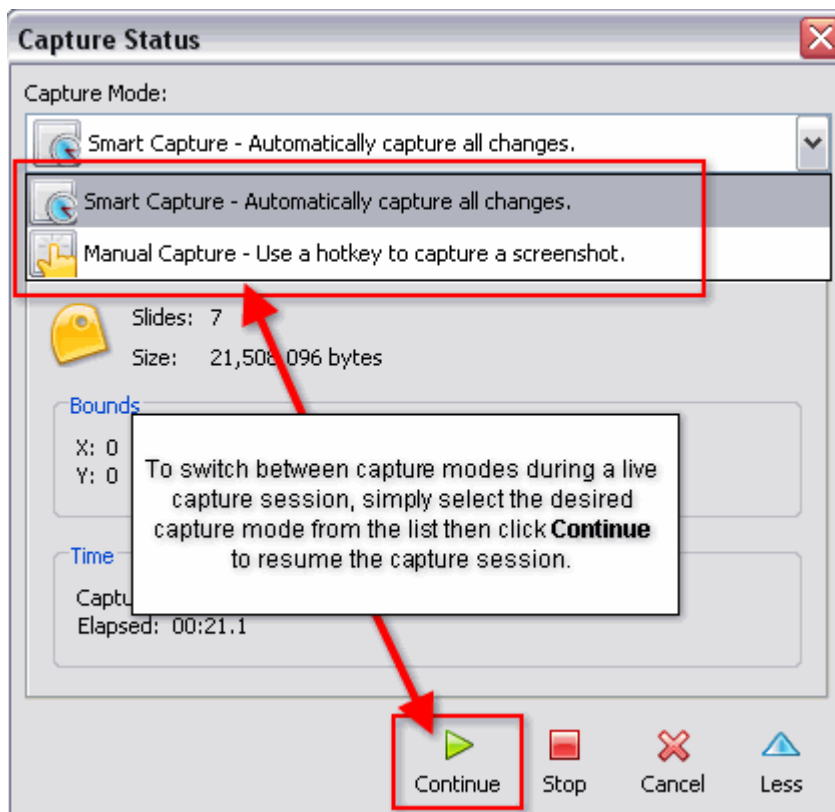 Capture Status
Capture Mode:
Smart Capture - Automatically capture all changes.
Smart Capture - Automatically capture all changes.
Manual Capture - Use a hotkey to capture a screenshot.
Slides: 7
Size: 21,508,096 bytes
Bounds
X: 0
Y: 0
To switch between capture modes during a live
capture session, simply select the desired
capture mode from the list then click Continue
to resume the capture session.
Time
Elapsed: 00:21.1
Continue Stop Cancel Less